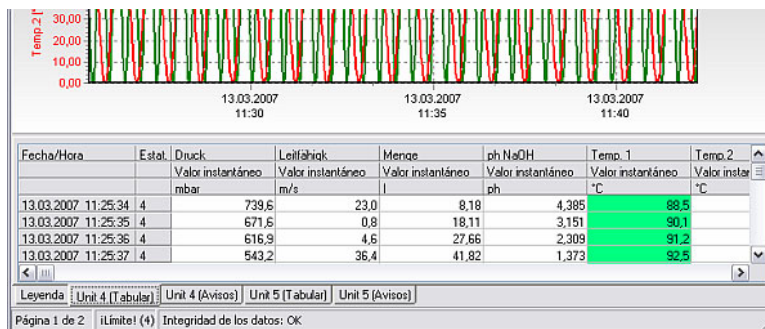 Temp.2 [°
30,00
20,00
10,00
0,00
13.03.2007 13.03.2007 13.03.2007
11:30 11:35 11:40
Fecha/Hora Estat. Druck Leitfähigk Menge ph NaOH Temp. 1 Temp.2
Valor instantáneo Valor instantáneo Valor instantáneo Valor instantáneo Valor instantáneo Valor instar
mbar m/s l ph °C °C
13.03.2007 11:25:34 4 739,6 23,0 8,18 4,385 88,5
13.03.2007 11:25:35 4 671,6 0,8 18,11 3,151 90,1
13.03.2007 11:25:36 4 616,9 4,6 27,66 2,309 91,2
13.03.2007 11:25:37 4 543,2 36,4 41,82 1,373 92,5
Leyenda Unit 4 (Tabular) Unit 4 (Avisos) Unit 5 (Tabular) Unit 5 (Avisos)
Página 1 de 2 ¡Límite! (4) Integridad de los datos: OK